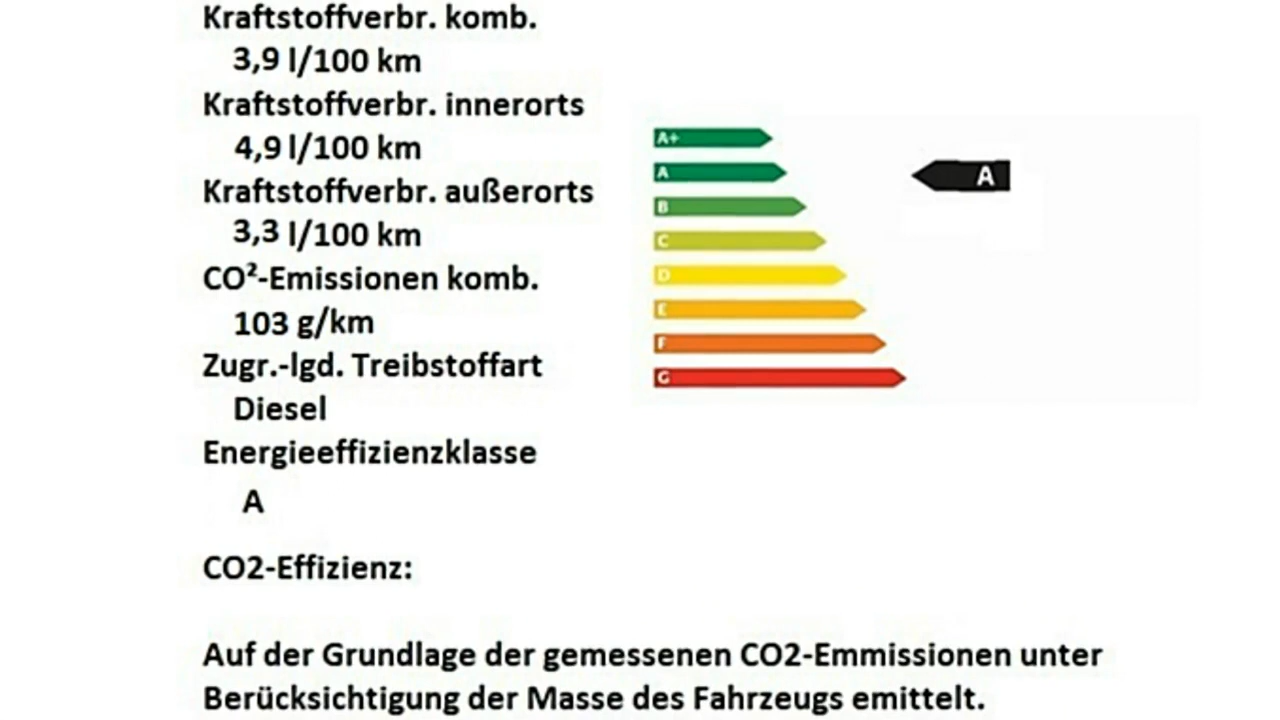 Kraftstoffverbr. komb.
3,9 l/100 km
Kraftstoffverbr. innerorts
4,9 l/100 km
Kraftstoffverbr. außerorts
3,3 l/100 km
CO²-Emissionen komb.
103 g/km
Zugr.-lgd. Treibstoffart
Diesel
Energieeffizienzklasse
A
A+
A
A
B
C
D
E
F
G
CO2-Effizienz:
Auf der Grundlage der gemessenen CO2-Emmissionen unter
Berücksichtigung der Masse des Fahrzeugs emittelt.